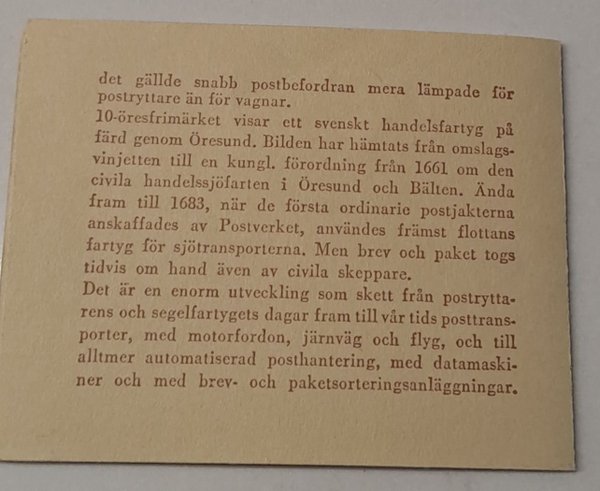 det gällde snabb postbefordran mera lämpade för
postryttare än för vagnar.
10-öresfrimärket visar ett svenskt handelsfartyg på
färd genom Öresund. Bilden har hämtats från omslags-
vinjetten till en kungl. förordning från 1661 om den
civila handelssjöfarten i Öresund och Bälten. Ända
fram till 1683, när de första ordinarie postjakterna
anskaffades av Postverket, användes främst flottans
fartyg för sjötransporterna. Men brev och paket togs
tidvis om hand även av civila skeppare.
Det är en enorm utveckling som skett från postrytta-
rens och segelfartygets dagar fram till vår tids posttrans-
porter, med motorfordon, järnväg och flyg, och till
alltmer automatiserad posthantering, med datamaski-
ner och med brev- och paketsorteringsanläggningar.